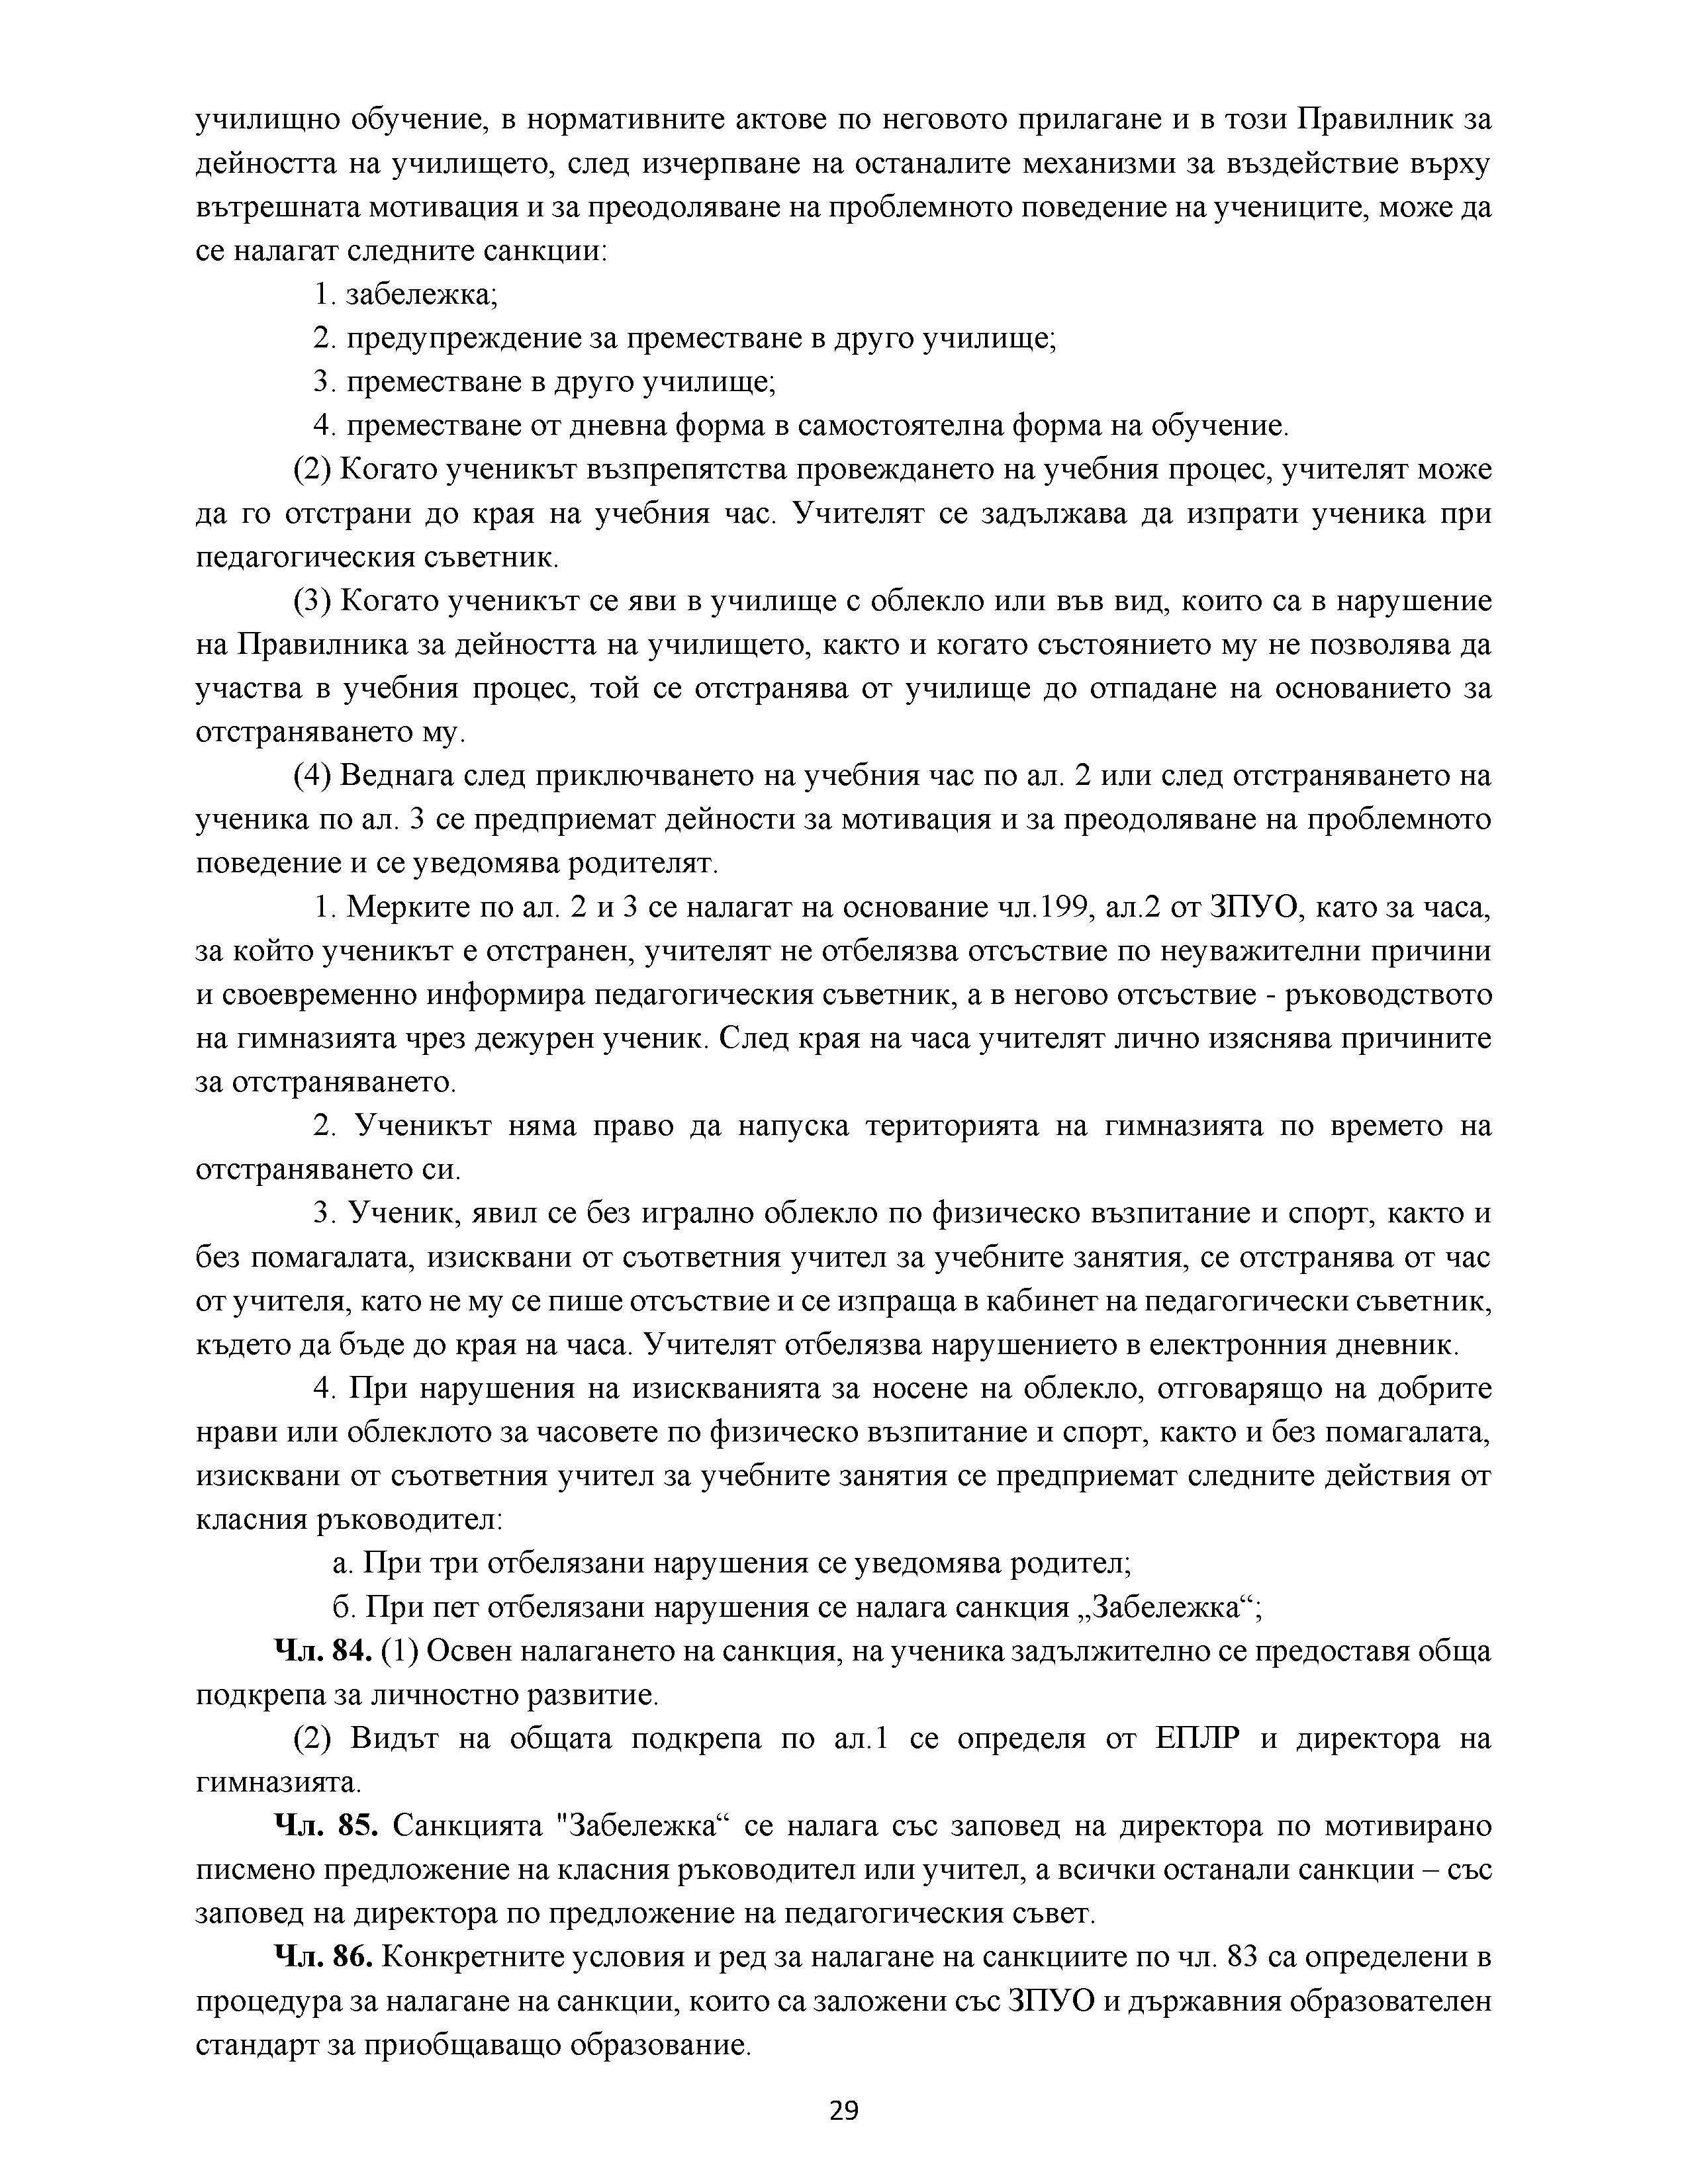 училищно обучение, в нормативните актове по неговото прилагане и в този Правилник за
дейността на училището, след изчерпване на останалите механизми за въздействие върху
вътрешната мотивация и за преодоляване на проблемното поведение на учениците, може да
се налагат следните санкции:
1. забележка;
2. предупреждение за преместване в друго училище;
3. преместване в друго училище;
4. преместване от дневна форма в самостоятелна форма на обучение.
(2) Когато ученикът възпрепятства провеждането на учебния процес, учителят може
да го отстрани до края на учебния час. Учителят се задължава да изпрати ученика при
педагогическия съветник.
(3) Когато ученикът се яви в училище с облекло или във вид, които са в нарушение
на Правилника за дейността на училището, както и когато състоянието му не позволява да
участва в учебния процес, той се отстранява от училище до отпадане на основанието за
отстраняването му.
(4) Веднага след приключването на учебния час по ал. 2 или след отстраняването на
ученика по ал. 3 се предприемат дейности за мотивация и за преодоляване на проблемното
поведение и се уведомява родителят.
1. Мерките по ал. 2 и 3 се налагат на основание чл.199, ал.2 от ЗПУО, като за часа,
за който ученикът е отстранен, учителят не отбелязва отсъствие по неуважителни причини
и своевременно информира педагогическия съветник, а в негово отсъствие - ръководството
на гимназията чрез дежурен ученик. След края на часа учителят лично изяснява причините
за отстраняването.
2. Ученикът няма право да напуска територията на гимназията по времето на
отстраняването си.
3. Ученик, явил се без игрално облекло по физическо възпитание и спорт, както и
без помагалата, изисквани от съответния учител за учебните занятия, се отстранява от час
от учителя, като не му се пише отсъствие и се изпраща в кабинет на педагогически съветник,
където да бъде до края на часа. Учителят отбелязва нарушението в електронния дневник.
4. При нарушения на изискванията за носене на облекло, отговарящо на добрите
нрави или облеклото за часовете по физическо възпитание и спорт, както и без помагалата,
изисквани от съответния учител за учебните занятия се предприемат следните действия от
класния ръководител:
а. При три отбелязани нарушения се уведомява родител;
б. При пет отбелязани нарушения се налага санкция „Забележка“;
Чл. 84. (1) Освен налагането на санкция, на ученика задължително се предоставя обща
подкрепа за личностно развитие.
(2) Видът на общата подкрепа по ал.1 се определя от ЕПЛР и директора на
гимназията.
Чл. 85. Санкцията "Забележка“ се налага със заповед на директора по мотивирано
писмено предложение на класния ръководител или учител, а всички останали санкции – със
заповед на директора по предложение на педагогическия съвет.
Чл. 86. Конкретните условия и ред за налагане на санкциите по чл. 83 са определени в
процедура за налагане на санкции, които са заложени със ЗПУО и държавния образователен
стандарт за приобщаващо образование.
29